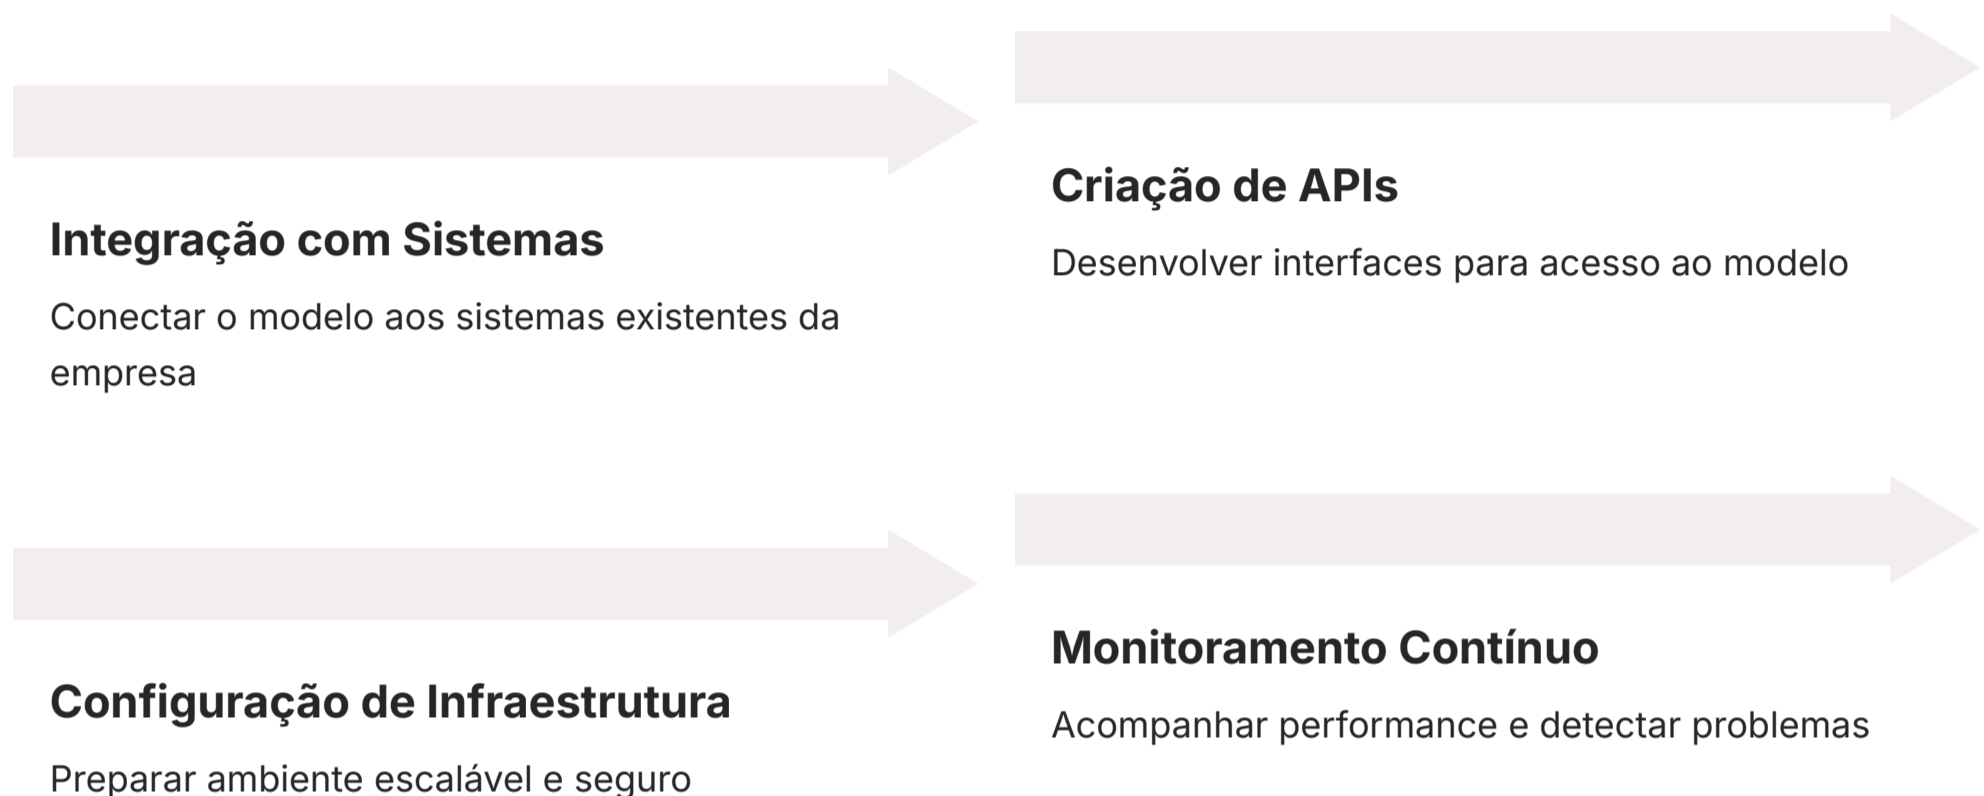 Integração com Sistemas
Conectar o modelo aos sistemas existentes da
empresa
Criação de APIs
Desenvolver interfaces para acesso ao modelo
Configuração de Infraestrutura
Preparar ambiente escalável e seguro
Monitoramento Contínuo
Acompanhar performance e detectar problemas